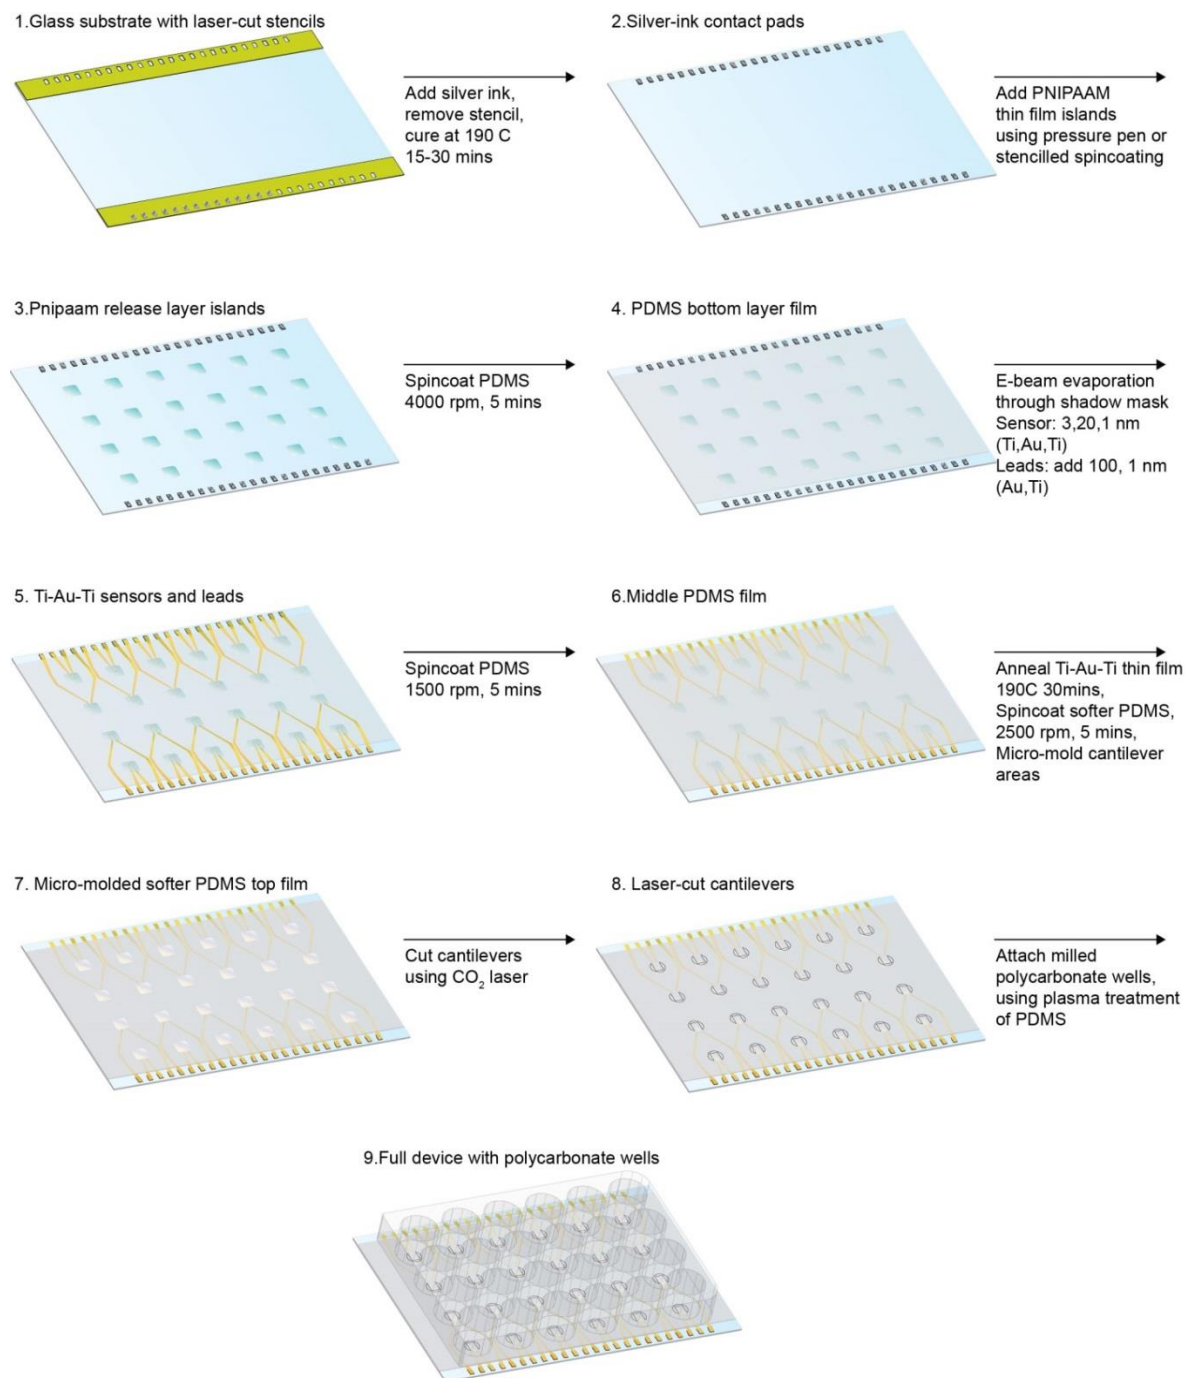 1.Glass substrate with laser-cut stencils
Add silver ink,
remove stencil,
cure at 190 C
15-30 mins
2.Silver-ink contact pads
Add PNIPAAM
thin film islands
using pressure pen or
stencilled spincoating
3.Pnipaam release layer islands
Spincoat PDMS
4000 rpm, 5 mins
4. PDMS bottom layer film
E-beam evaporation
through shadow mask
Sensor: 3,20,1 nm
(Ti,Au,Ti)
Leads: add 100, 1 nm
(Au,Ti)
5. Ti-Au-Ti sensors and leads
Spincoat PDMS
1500 rpm, 5 mins
6.Middle PDMS film
Anneal Ti-Au-Ti thin film
190C 30mins,
Spincoat softer PDMS,
2500 rpm, 5 mins,
Micro-mold cantilever
areas
7. Micro-molded softer PDMS top film
Cut cantilevers
using CO₂ laser
8. Laser-cut cantilevers
Attach milled
polycarbonate wells,
using plasma treatment
of PDMS
9.Full device with polycarbonate wells